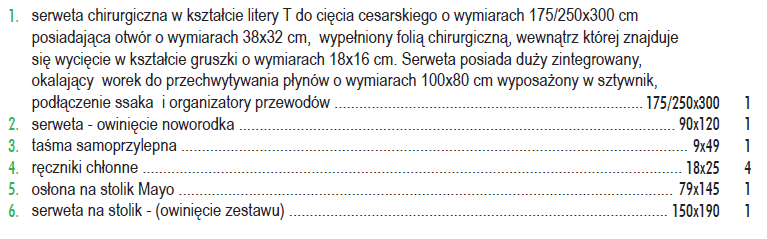 1. serweta chirurgiczna w kształcie litery T do cięcia cesarskiego o wymiarach 175/250x300 cm
posiadająca otwór o wymiarach 38x32 cm, wypełniony folią chirurgiczną, wewnątrz której znajduje
się wycięcie w kształcie gruszki o wymiarach 18x16 cm. Serweta posiada duży zintegrowany,
okalający worek do przechwytywania płynów o wymiarach 100x80 cm wyposażony w sztywnik,
podłączenie ssaka i organizatory przewodów ........ 175/250x300 1
2. serweta - owinięcie noworodka ........ 90x120 1
3. taśma samoprzylepna ........ 9x49 1
4. ręczniki chłonne ........ 18x25 4
5. osłona na stolik Mayo ........ 79x145 1
6. serweta na stolik - (owinięcie zestawu) ........ 150x190 1